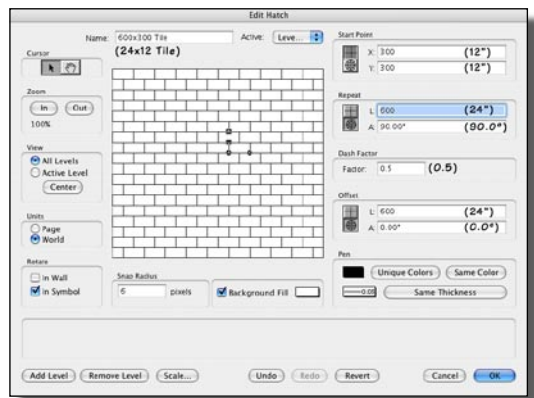 Edit Hatch
Name: 600x300 Tile Active: Leve...
(24x12 Tile)
Cursor
Zoom
In Out
100%
View
All Levels
Active Level
Center
Units
Page
World
Rotate
in Wall
in Symbol
Snap Radius
6 pixels
Background Fill
Start Point
X: 300 (12")
Y: 300 (12")
Repeat
L: 600 (24")
A: 90.00° (90.0°)
Dash Factor
Factor: 0.5 (0.5)
Offset
L: 600 (24")
A: 0.00° (0.0°)
Pen
Unique Colors Same Color
0.05 Same Thickness
Add Level Remove Level Scale... Undo Redo Revert Cancel OK